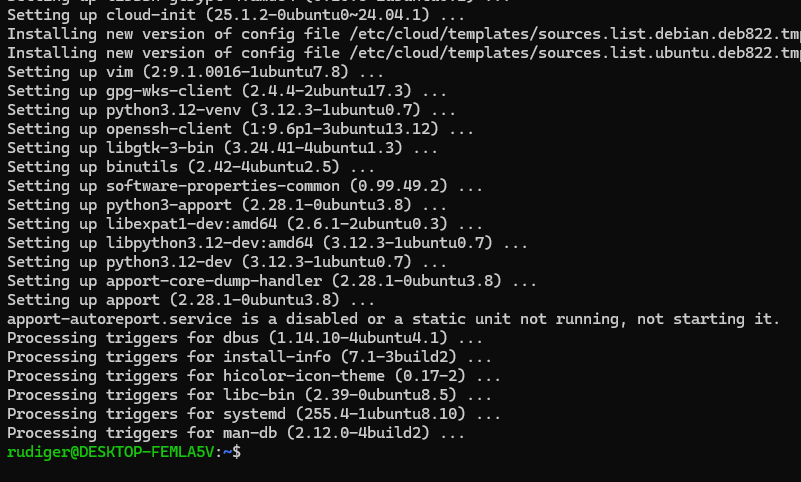 Setting up cloud-init (25.1.2-0ubuntu0~24.04.1) ...
Installing new version of config file /etc/cloud/templates/sources.list.debian.deb822.tmp
Installing new version of config file /etc/cloud/templates/sources.list.ubuntu.deb822.tmp
Setting up vim (2:9.1.0016-1ubuntu7.8) ...
Setting up gpg-wks-client (2.4.4-2ubuntu17.3) ...
Setting up python3.12-venv (3.12.3-1ubuntu0.7) ...
Setting up openssh-client (1:9.6p1-3ubuntu13.12) ...
Setting up libgtk-3-bin (3.24.41-4ubuntu1.3) ...
Setting up binutils (2.42-4ubuntu2.5) ...
Setting up software-properties-common (0.99.49.2) ...
Setting up python3-apport (2.28.1-0ubuntu3.8) ...
Setting up libexpat1-dev:amd64 (2.6.1-2ubuntu0.3) ...
Setting up libpython3.12-dev:amd64 (3.12.3-1ubuntu0.7) ...
Setting up python3.12-dev (3.12.3-1ubuntu0.7) ...
Setting up apport-core-dump-handler (2.28.1-0ubuntu3.8) ...
Setting up apport (2.28.1-0ubuntu3.8) ...
apport-autoreport.service is a disabled or a static unit not running, not starting it.
Processing triggers for dbus (1.14.10-4ubuntu4.1) ...
Processing triggers for install-info (7.1-3build2) ...
Processing triggers for hicolor-icon-theme (0.17-2) ...
Processing triggers for libc-bin (2.39-0ubuntu8.5) ...
Processing triggers for systemd (255.4-1ubuntu8.10) ...
Processing triggers for man-db (2.12.0-4build2) ...
rudiger@DESKTOP-FEMLA5V:~$